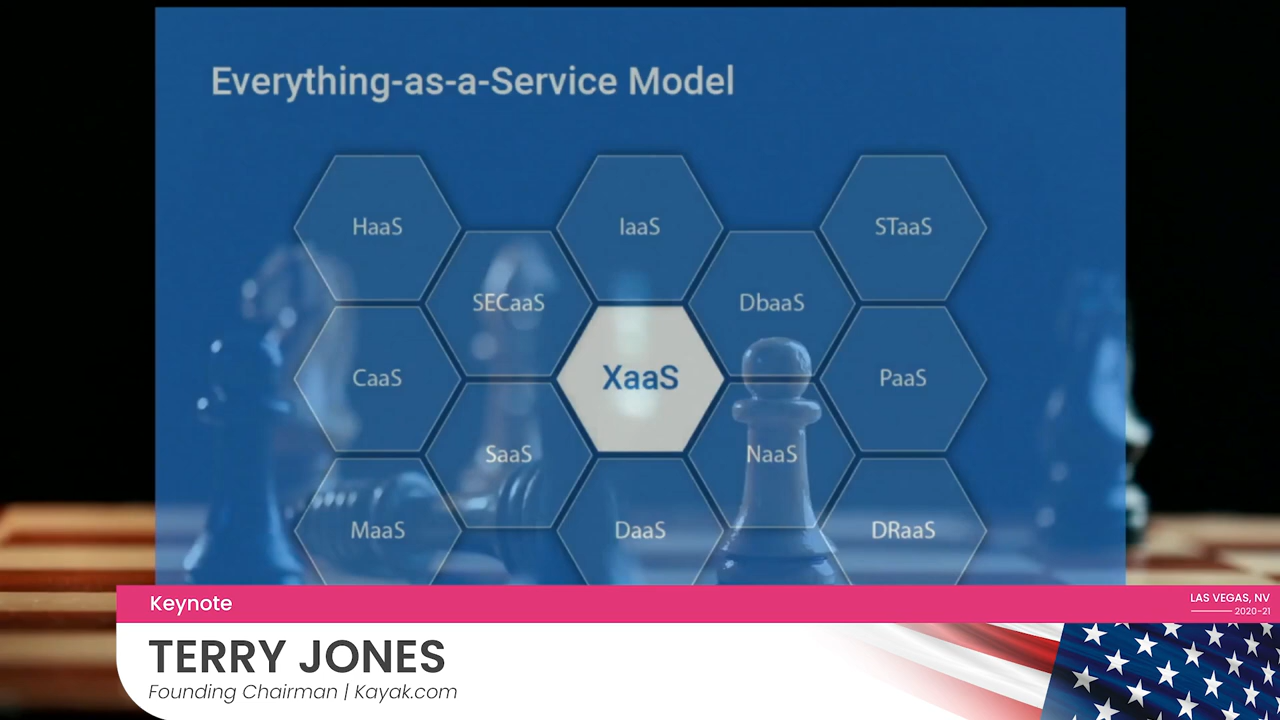 Everything-as-a-Service Model
HaaS
IaaS
STaaS
SECaaS
DbaaS
CaaS
XaaS
PaaS
SaaS
NaaS
MaaS
DaaS
DRaaS
Keynote
LAS VEGAS, NV
2020-21
TERRY JONES
Founding Chairman | Kayak.com